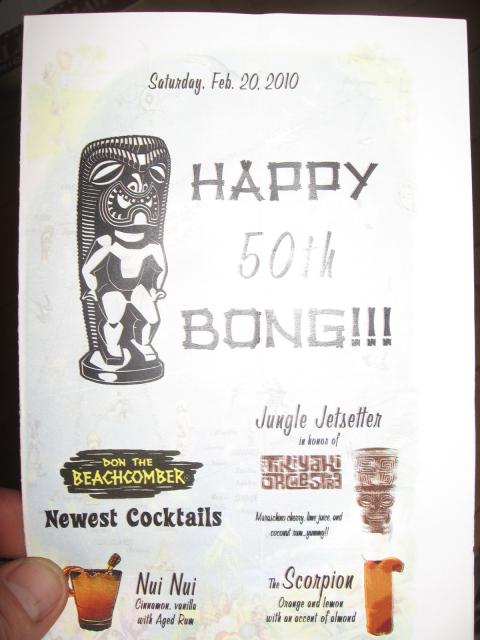 Saturday, Feb. 20, 2010
HAPPY
50th
BONG!!!
Jungle Jetsetter
in honor of
TIKIYAKI
ORCHESTRA
Maraschino cherry, lime juice, and
coconut rum...yummy!!
DON THE
BEACHCOMBER
Newest Cocktails
Nui Nui
Cinnamon, vanilla
with Aged Rum
The Scorpion
Orange and lemon
with an accent of almond